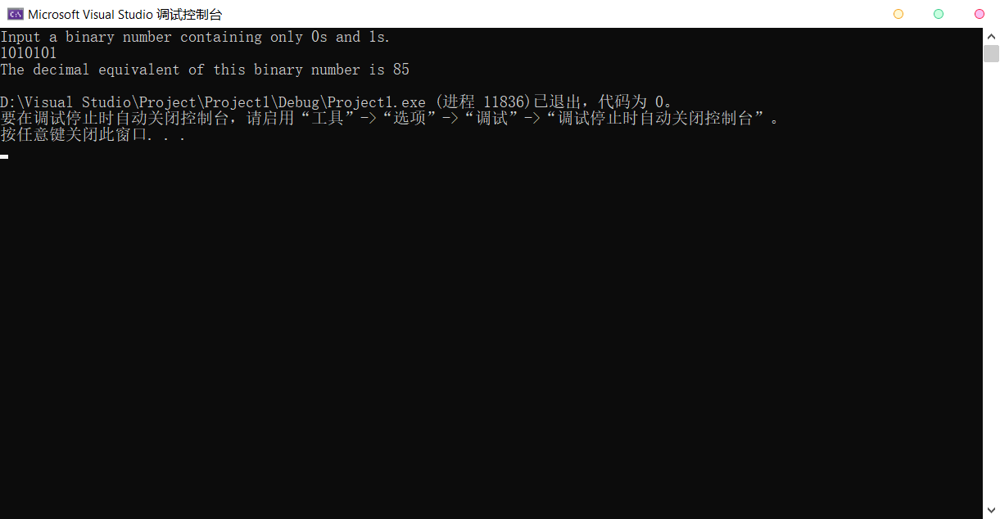 Microsoft Visual Studio 调试控制台
Input a binary number containing only 0s and 1s.
1010101
The decimal equivalent of this binary number is 85
D:\Visual Studio\Project\Project1\Debug\Project1.exe (进程 11836)已退出，代码为 0。
要在调试停止时自动关闭控制台，请启用“工具”->“选项”->“调试”->“调试停止时自动关闭控制台”。
按任意键关闭此窗口. . .